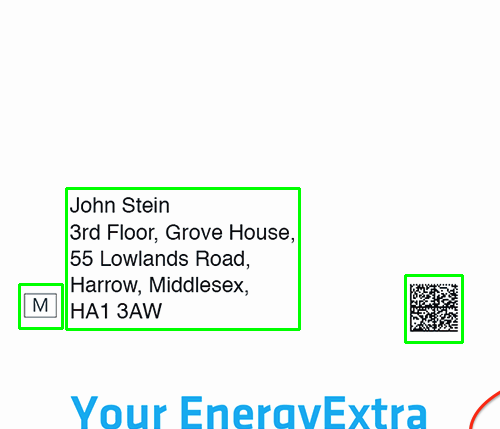 John Stein
3rd Floor, Grove House,
55 Lowlands Road,
Harrow, Middlesex,
M
HA1 3AW
Your EnergyExtra